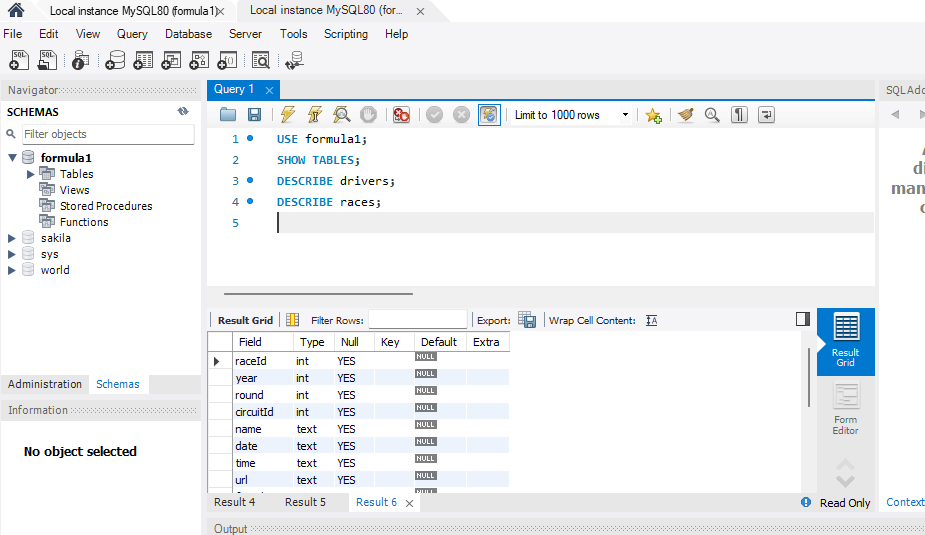 Local instance MySQL80 (formula1)
Local instance MySQL80 (for...
File Edit View Query Database Server Tools Scripting Help
Navigator
SCHEMAS
Filter objects
formula1
Tables
Views
Stored Procedures
Functions
sakila
sys
world
Administration Schemas
Information
No object selected
Query 1
Limit to 1000 rows
1 USE formula1;
2 SHOW TABLES;
3 DESCRIBE drivers;
4 DESCRIBE races;
5
Result Grid Filter Rows: Export: Wrap Cell Content:
Field Type Null Key Default Extra
raceId int YES NULL
year int YES NULL
round int YES NULL
circuitId int YES NULL
name text YES NULL
date text YES NULL
time text YES NULL
url text YES NULL
Result
Grid
Form
Editor
Result 4 Result 5 Result 6
Read Only
Output
Context